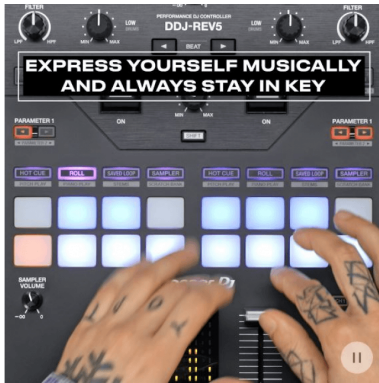 FILTER
LPF
HPF
LOW
DRUMS
MIN
MAX
PERFORMANCE DJ CONTROLLER
DDJ-REV5
BEAT
LOW
DRUMS
MIN
MAX
FILTER
LPF
HPF
EXPRESS YOURSELF MUSICALLY
AND ALWAYS STAY IN KEY
MIN
MAX
PARAMETER 1
ON
SHIFT
ON
PARAMETER 1
HOT CUE
ROLL
SAVED LOOP
SAMPLER
HOT CUE
ROLL
SAVED LOOP
SAMPLER
SAMPLER
VOLUME
-∞
0